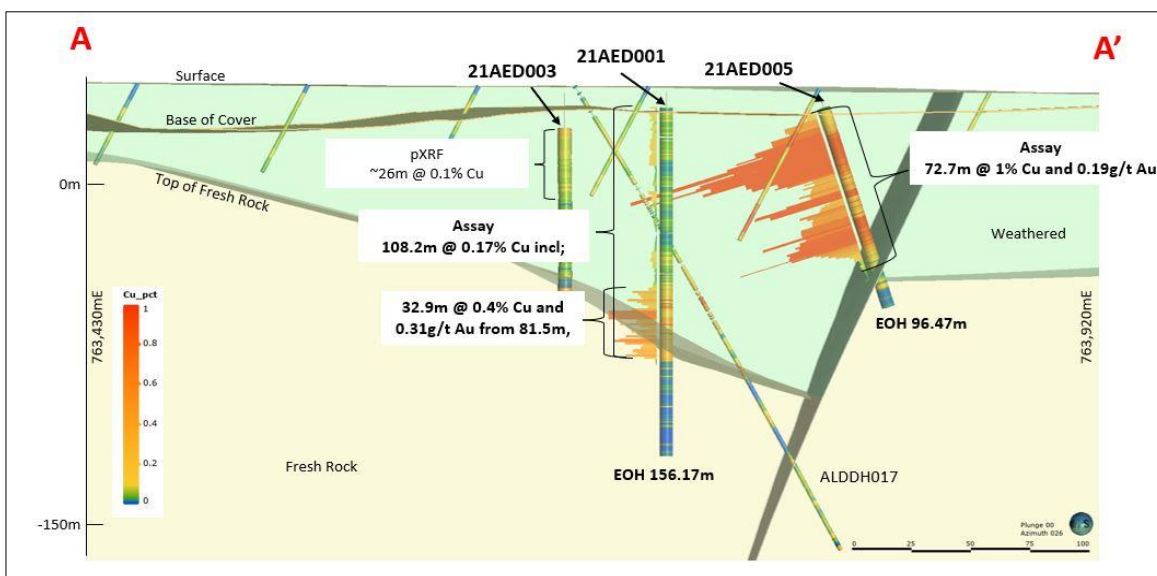 A
A’
21AED003
21AED001
21AED005
Surface
Base of Cover
pXRF
~26m @ 0.1% Cu
Assay
72.7m @ 1% Cu and 0.19g/t Au
0m
Top of Fresh Rock
Assay
108.2m @ 0.17% Cu incl;
Weathered
32.9m @ 0.4% Cu and
0.31g/t Au from 81.5m,
Cu_pct
1
0.8
0.6
0.4
0.2
0
763,430mE
763,920mE
EOH 96.47m
Fresh Rock
EOH 156.17m
ALDDH017
-150m
Plunge 00
Azimuth 026
S
0 25 50 75 100